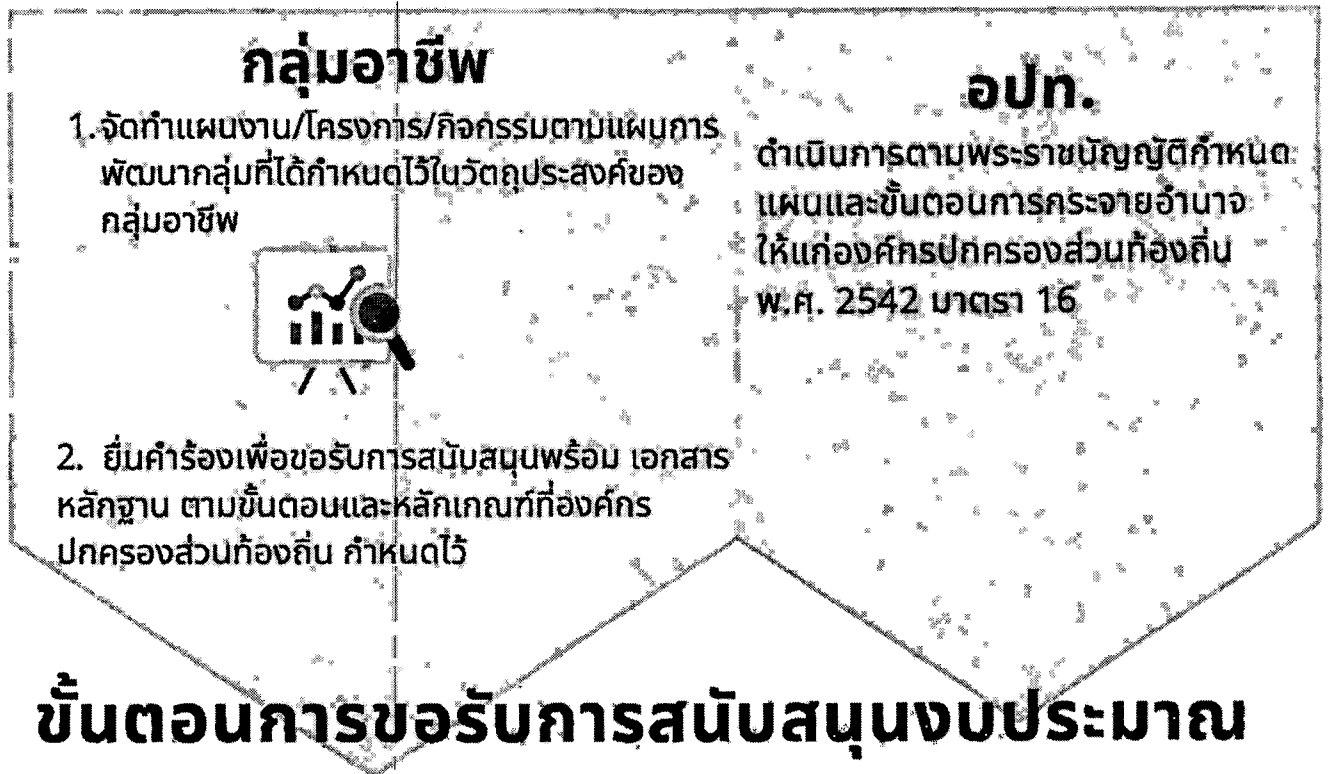 กลุ่มอาชีพ
1.จัดทำแผนงาน/โครงการ/กิจกรรมตามแผนการ
พัฒนากลุ่มที่ได้กำหนดไว้ในวัตถุประสงค์ของ
กลุ่มอาชีพ
2. ยื่นคำร้องเพื่อขอรับการสนับสนุนพร้อม เอกสาร
หลักฐาน ตามขั้นตอนและหลักเกณฑ์ที่องค์กร
ปกครองส่วนท้องถิ่น กำหนดไว้
อปท.
ดำเนินการตามพระราชบัญญัติกำหนด
แผนและขั้นตอนการกระจายอำนาจ
ให้แก่องค์กรปกครองส่วนท้องถิ่น
พ.ศ. 2542 มาตรา 16
ขั้นตอนการขอรับการสนับสนุนงบประมาณ